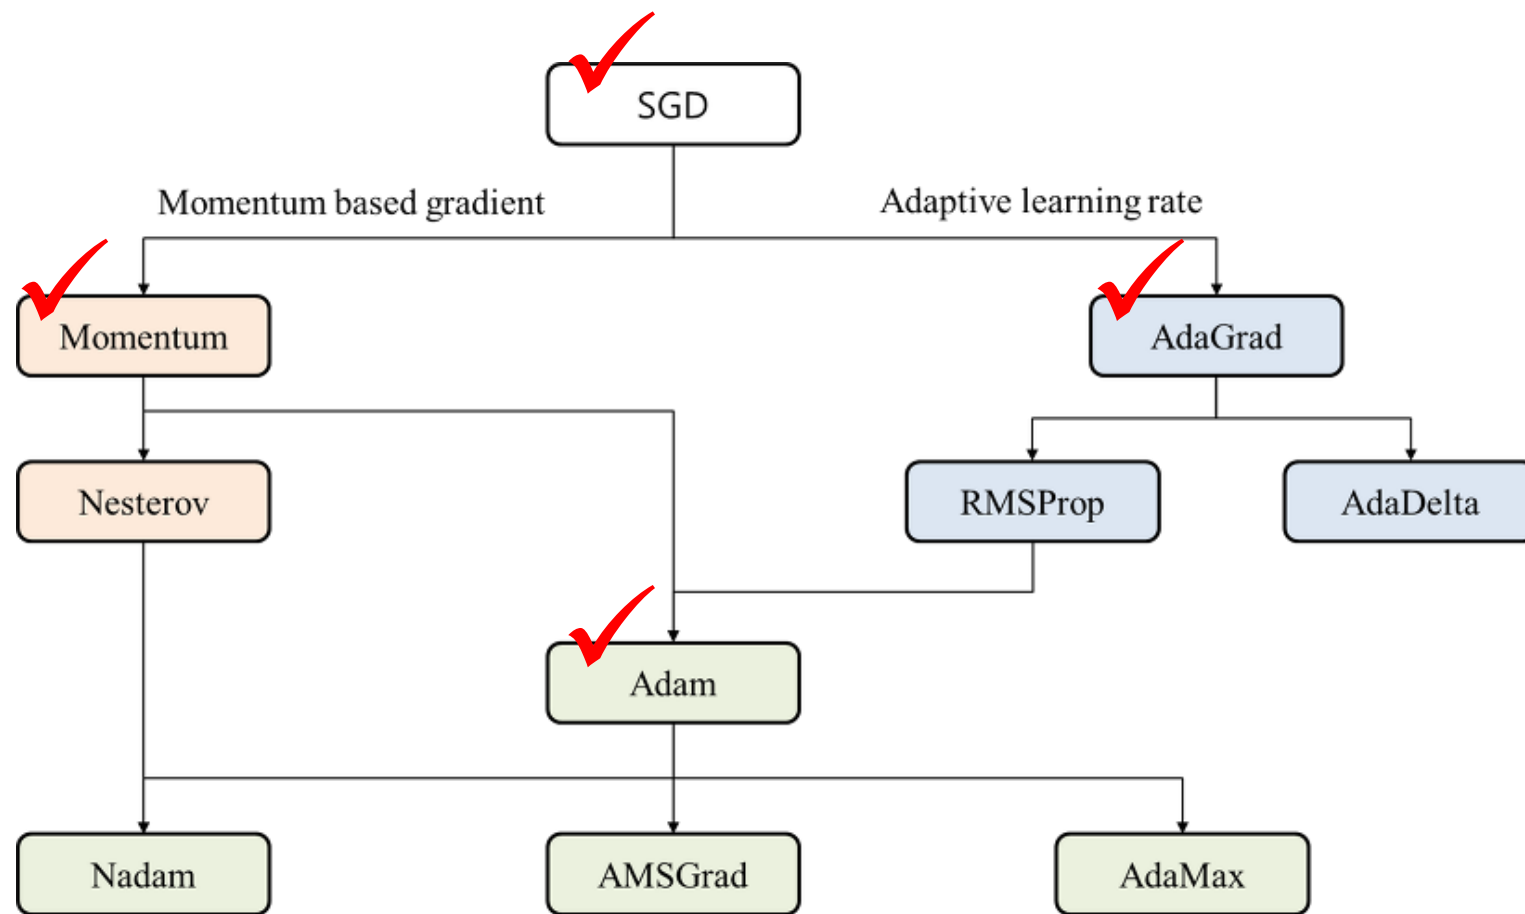 SGD
Momentum based gradient
Adaptive learning rate
Momentum
AdaGrad
Nesterov
RMSProp
AdaDelta
Adam
Nadam
AMSGrad
AdaMax